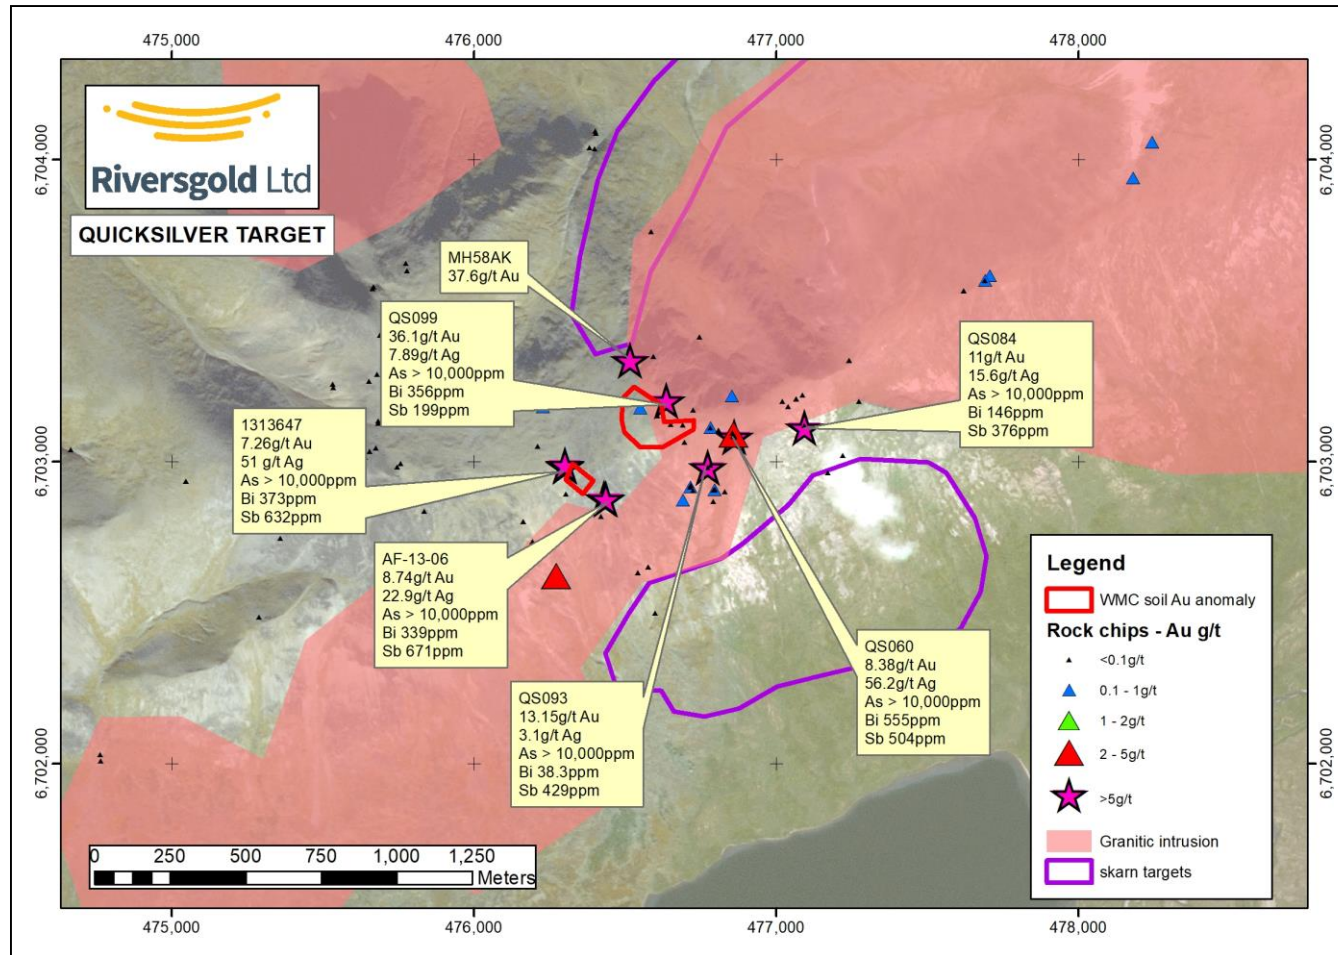 475,000
476,000
477,000
478,000
6,704,000
6,704,000
Riversgold Ltd
QUICKSILVER TARGET
MH58AK
37.6g/t Au
QS099
36.1g/t Au
7.89g/t Ag
As > 10,000ppm
Bi 356ppm
Sb 199ppm
QS084
11g/t Au
15.6g/t Ag
As > 10,000ppm
Bi 146ppm
Sb 376ppm
1313647
7.26g/t Au
51 g/t Ag
As > 10,000ppm
Bi 373ppm
Sb 632ppm
6,703,000
6,703,000
AF-13-06
8.74g/t Au
22.9g/t Ag
As > 10,000ppm
Bi 339ppm
Sb 671ppm
QS093
13.15g/t Au
3.1g/t Ag
As > 10,000ppm
Bi 38.3ppm
Sb 429ppm
QS060
8.38g/t Au
56.2g/t Ag
As > 10,000ppm
Bi 555ppm
Sb 504ppm
Legend
WMC soil Au anomaly
Rock chips - Au g/t
<0.1g/t
0.1 - 1g/t
1 - 2g/t
2 - 5g/t
>5g/t
Granitic intrusion
skarn targets
6,702,000
6,702,000
0 250 500 750 1,000 1,250
Meters
475,000
476,000
477,000
478,000